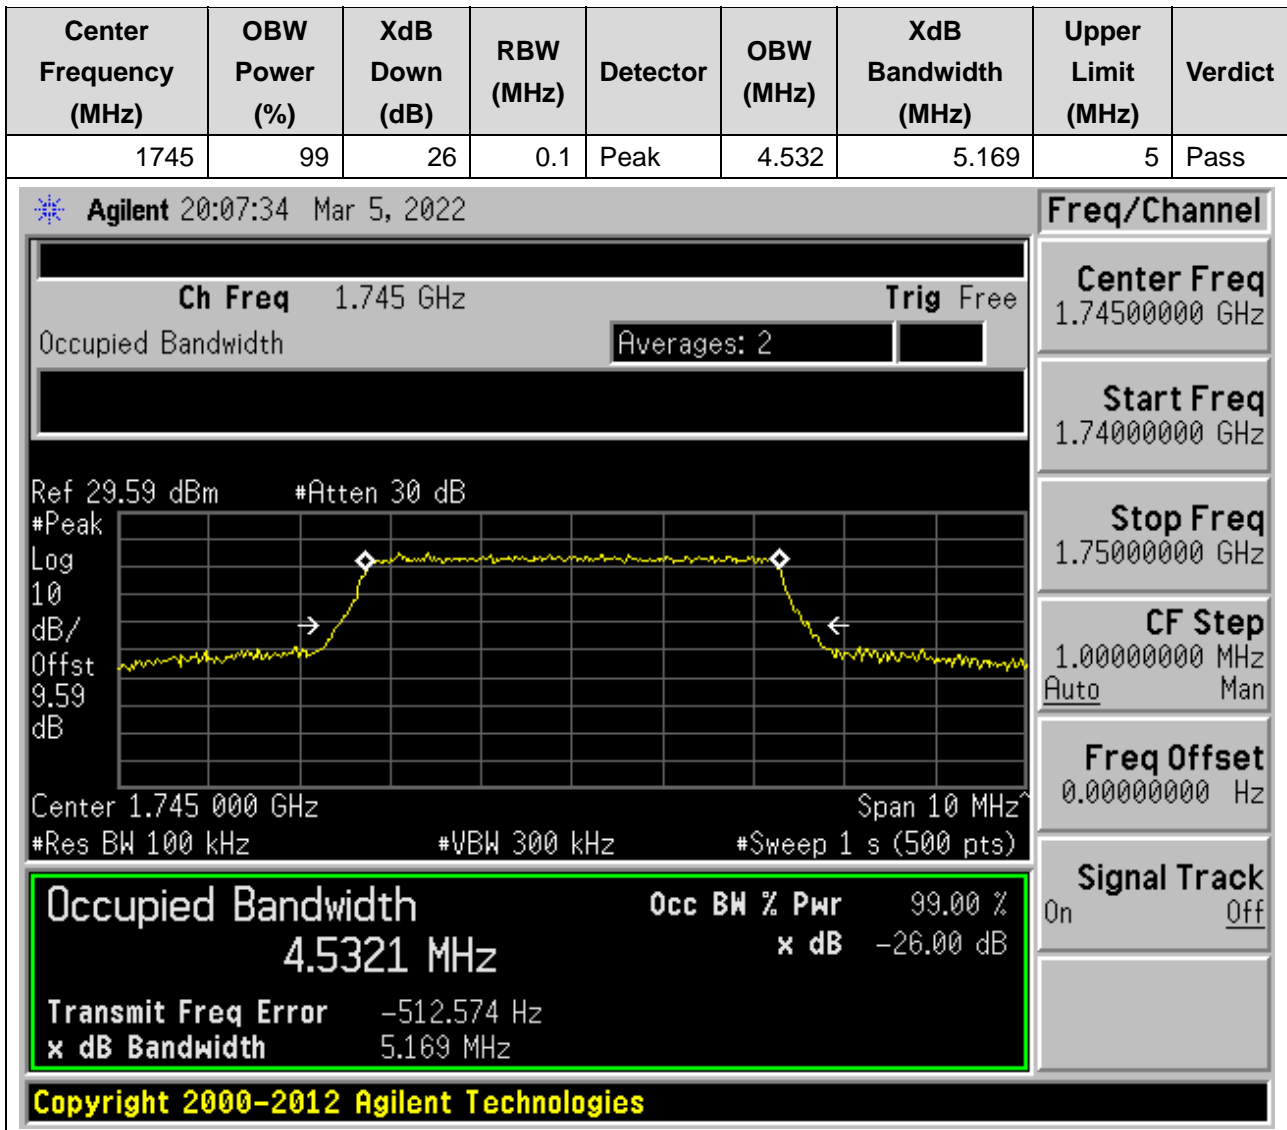 Center Frequency (MHz) OBW Power (%) XdB Down (dB) RBW (MHz) Detector OBW (MHz) XdB Bandwidth (MHz) Upper Limit (MHz) Verdict
1745 99 26 0.1 Peak 4.532 5.169 5 Pass
Agilent 20:07:34 Mar 5, 2022
Freq/Channel
Ch Freq 1.745 GHz Trig Free
Occupied Bandwidth Averages: 2
Center Freq
1.74500000 GHz
Start Freq
1.74000000 GHz
Stop Freq
1.75000000 GHz
CF Step
1.00000000 MHz
Auto Man
Freq Offset
0.00000000 Hz
Signal Track
On Off
Ref 29.59 dBm #Atten 30 dB
#Peak
Log
10
dB/
Offst
9.59
dB
Center 1.745 000 GHz Span 10 MHz^
#Res BW 100 kHz #VBW 300 kHz #Sweep 1 s (500 pts)
Occupied Bandwidth
4.5321 MHz
Occ BW % Pwr 99.00 %
x dB -26.00 dB
Transmit Freq Error -512.574 Hz
x dB Bandwidth 5.169 MHz
Copyright 2000-2012 Agilent Technologies